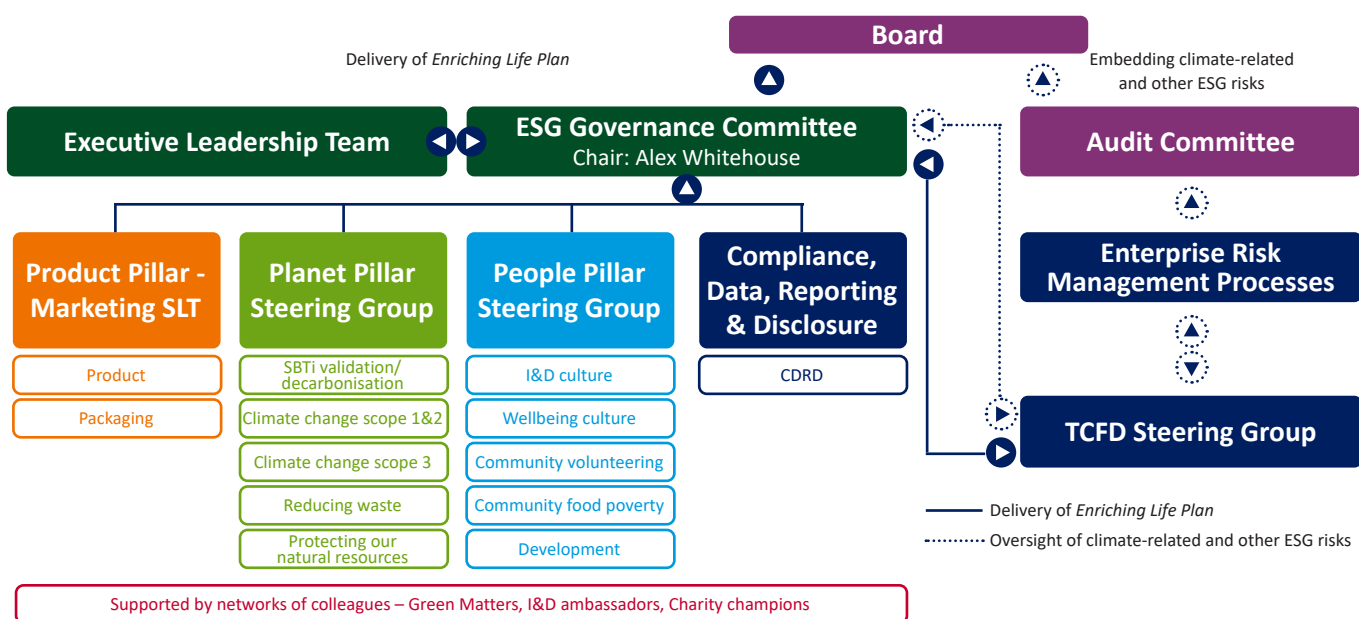 Board
Delivery of Enriching Life Plan
Embedding climate-related
and other ESG risks
Executive Leadership Team
ESG Governance Committee
Chair: Alex Whitehouse
Audit Committee
Product Pillar -
Marketing SLT
Planet Pillar
Steering Group
People Pillar
Steering Group
Compliance,
Data, Reporting
& Disclosure
Enterprise Risk
Management Processes
Product
Packaging
SBTi validation/
decarbonisation
Climate change scope 1&2
Climate change scope 3
Reducing waste
Protecting our
natural resources
I&D culture
Wellbeing culture
Community volunteering
Community food poverty
Development
CDRD
TCFD Steering Group
Delivery of Enriching Life Plan
Oversight of climate-related and other ESG risks
Supported by networks of colleagues – Green Matters, I&D ambassadors, Charity champions